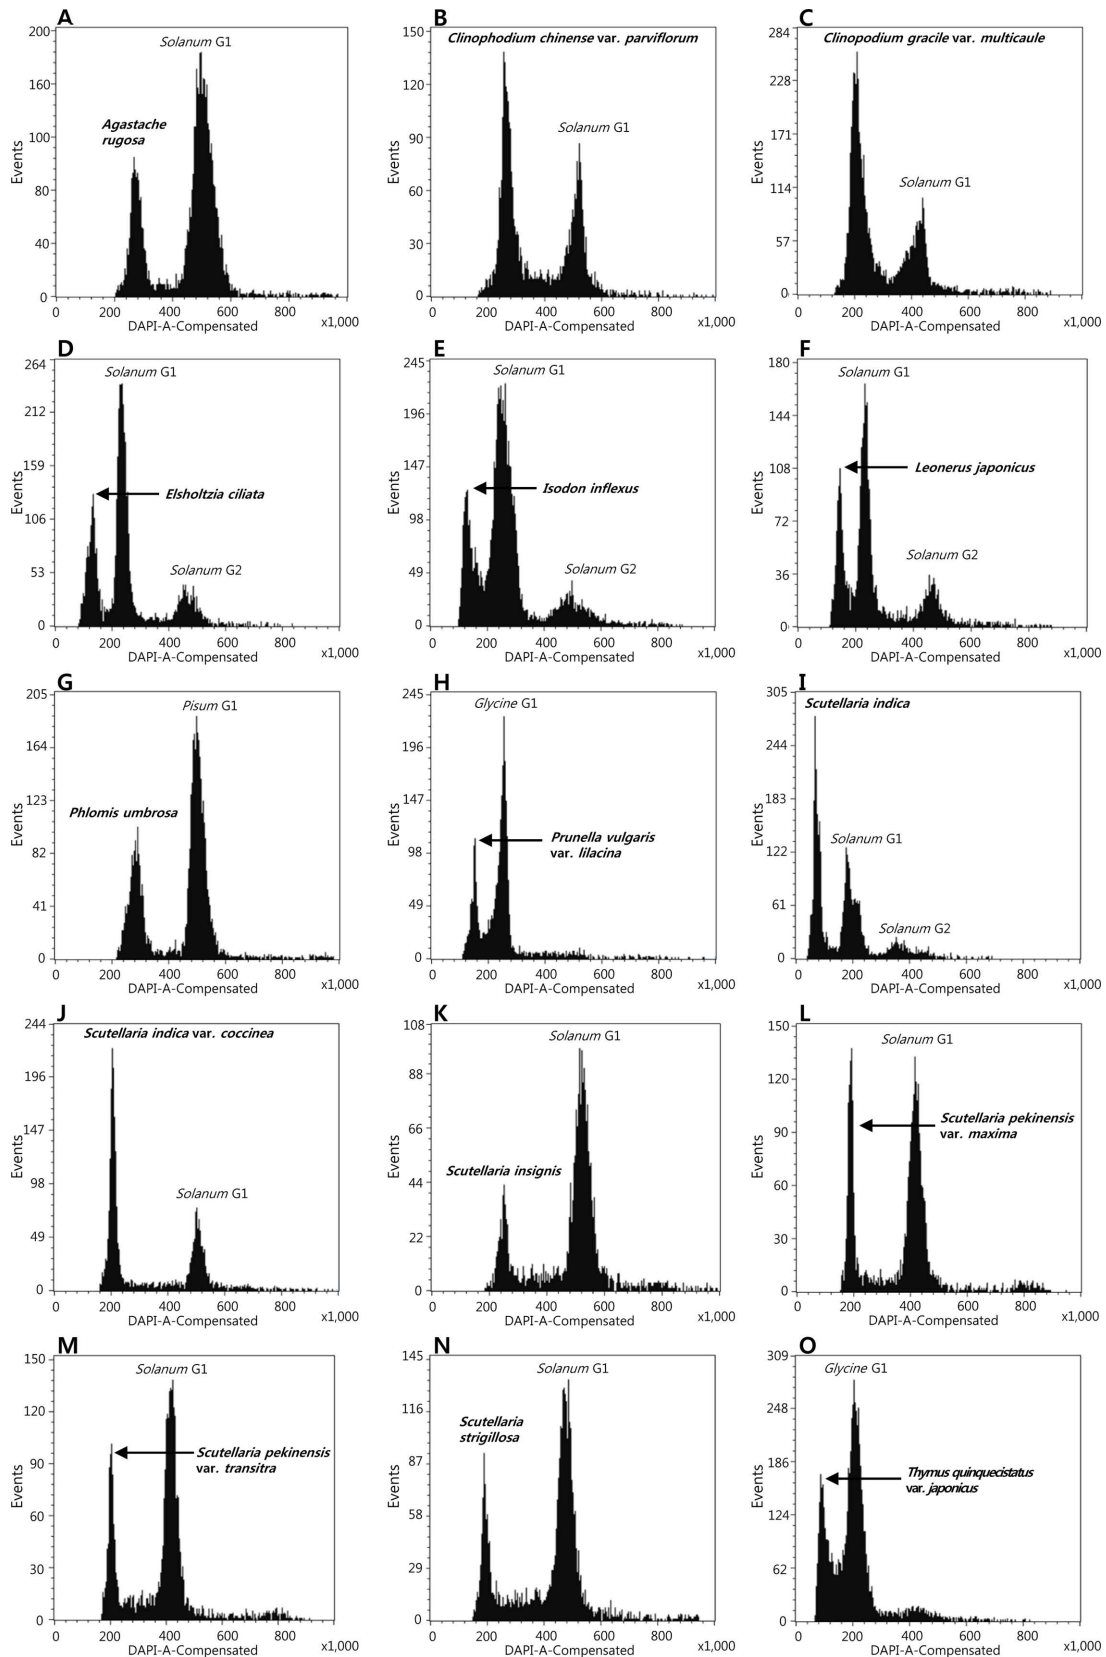 A
Solanum G1
Agastache
rugosa
Events
200
160
100
80
40
0
0 200 400 600 800 x1,000
DAPI-A-Compensated
B
Clinophodium chinense var. parviflorum
Solanum G1
Events
150
120
90
60
30
0
0 200 400 600 800 x1,000
DAPI-A-Compensated
C
Clinopodium gracile var. multicaule
Solanum G1
Events
284
228
171
114
57
0
0 200 400 600 800 x1,000
DAPI-A-Compensated
D
Solanum G1
Elsholtzia ciliata
Solanum G2
Events
264
212
159
106
53
0
0 200 400 600 800 x1,000
DAPI-A-Compensated
E
Solanum G1
Isodon inflexus
Solanum G2
Events
245
196
147
98
49
0
0 200 400 600 800 x1,000
DAPI-A-Compensated
F
Solanum G1
Leonerus japonicus
Solanum G2
Events
180
144
108
72
36
0
0 200 400 600 800 x1,000
DAPI-A-Compensated
G
Pisum G1
Phlomis umbrosa
Events
205
164
123
82
41
0
0 200 400 600 800 x1,000
DAPI-A-Compensated
H
Glycine G1
Prunella vulgaris
var. lilacina
Events
245
196
147
98
49
0
0 200 400 600 800 x1,000
DAPI-A-Compensated
I
Scutellaria indica
Solanum G1
Solanum G2
Events
305
244
183
122
61
0
0 200 400 600 800 x1,000
DAPI-A-Compensated
J
Scutellaria indica var. coccinea
Solanum G1
Events
244
196
147
98
49
0
0 200 400 600 800 x1,000
DAPI-A-Compensated
K
Solanum G1
Scutellaria insignis
Events
108
88
66
44
22
0
0 200 400 600 800 x1,000
DAPI-A-Compensated
L
Solanum G1
Scutellaria pekinensis
var. maxima
Events
150
120
90
60
30
0
0 200 400 600 800 x1,000
DAPI-A-Compensated
M
Solanum G1
Scutellaria pekinensis
var. transitra
Events
150
120
90
60
30
0
0 200 400 600 800 x1,000
DAPI-A-Compensated
N
Solanum G1
Scutellaria
strigillosa
Events
145
116
87
58
29
0
0 200 400 600 800 x1,000
DAPI-A-Compensated
O
Glycine G1
Thymus quinquecistatus
var. japonicus
Events
309
248
186
124
62
0
0 200 400 600 800 x1,000
DAPI-A-Compensated